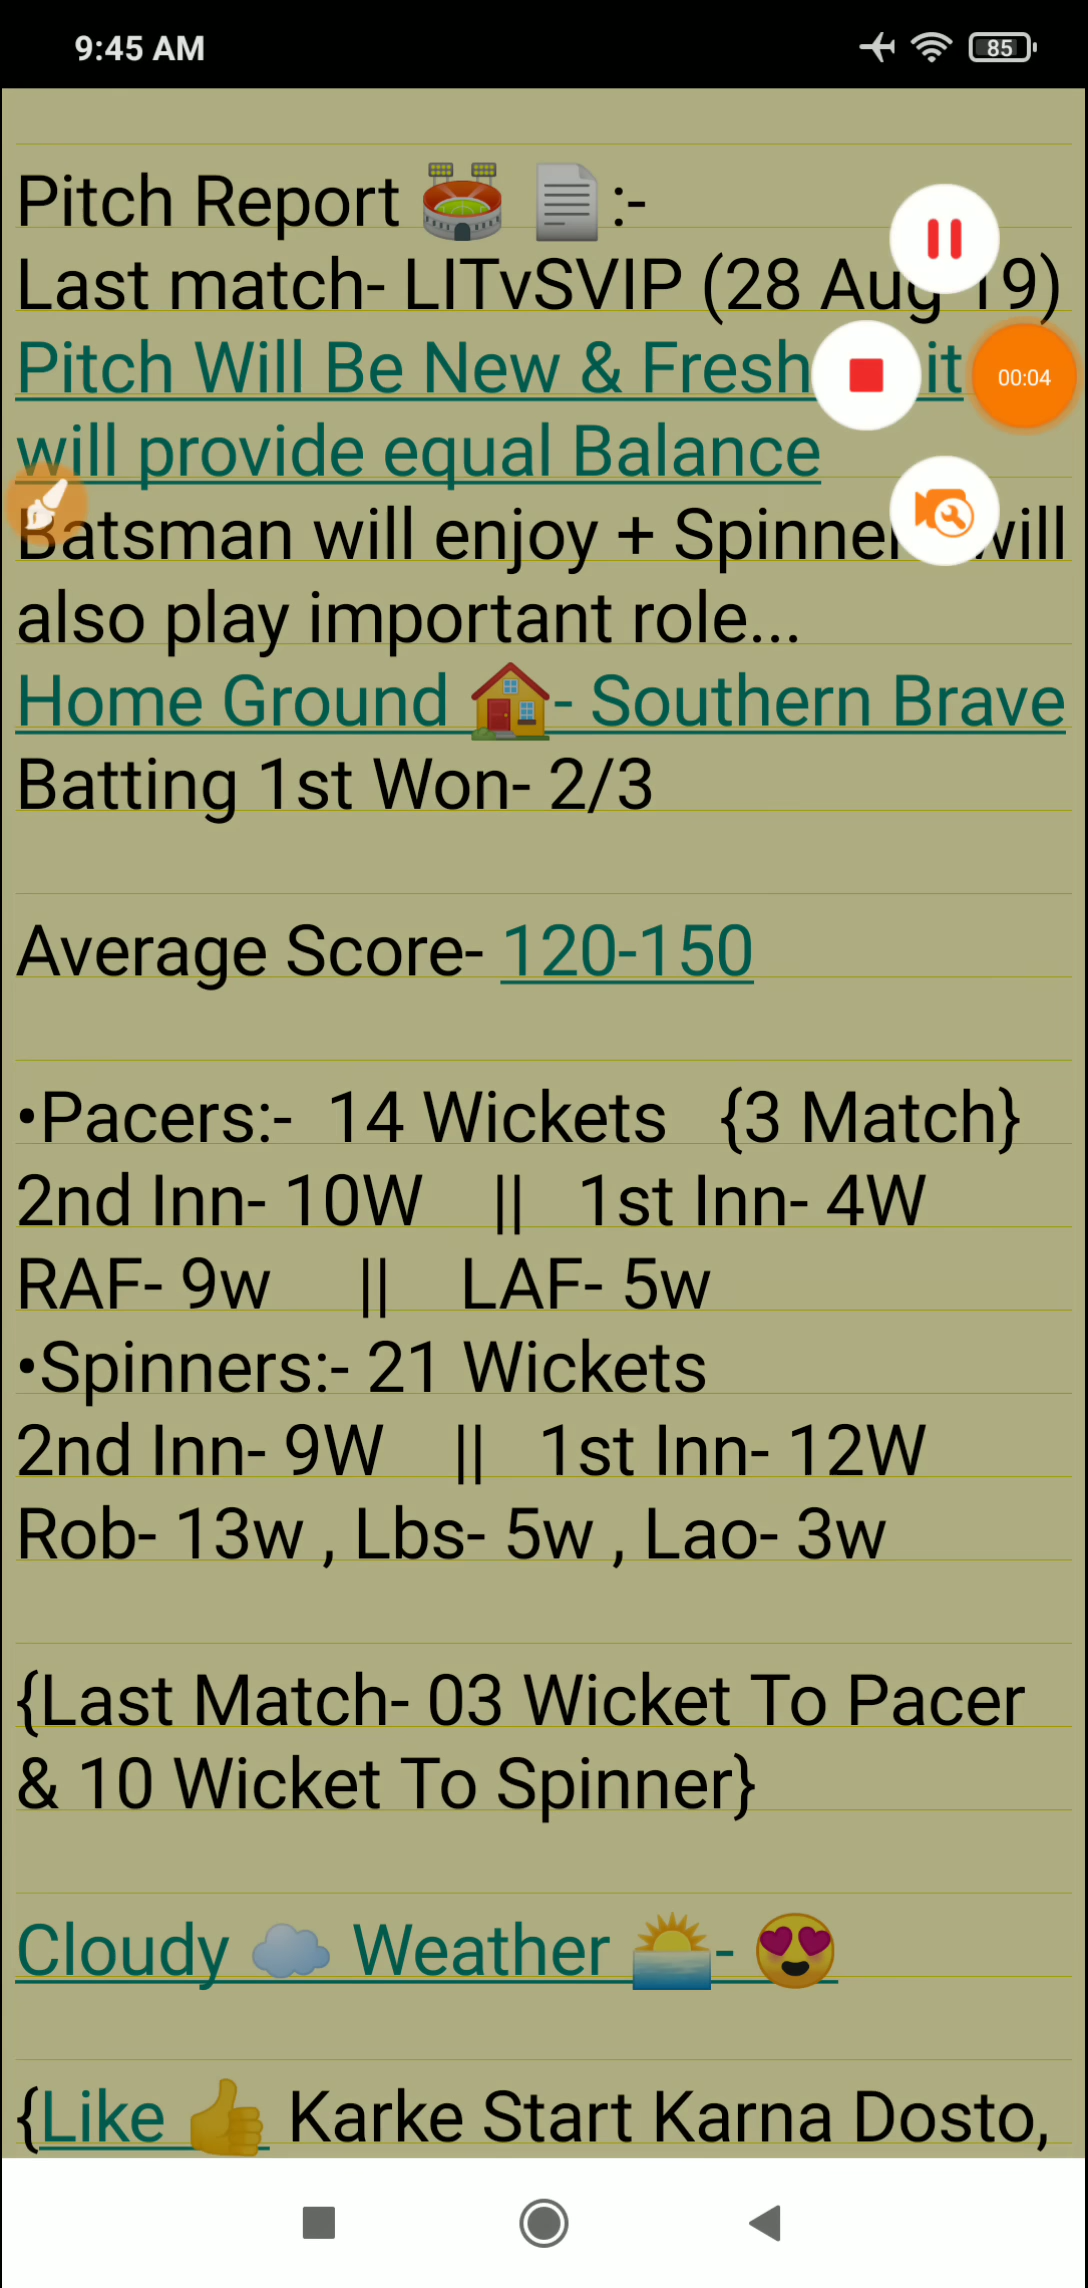 9:45 AM
85
Pitch Report 🏟️ 📄 :-
Last match- LITvSVIP (28 Aug 19)
Pitch Will Be New & Fresh it
00:04
will provide equal Balance
Batsman will enjoy + Spinner will
also play important role...
Home Ground 🏠- Southern Brave
Batting 1st Won- 2/3
Average Score- 120-150
•Pacers:- 14 Wickets {3 Match}
2nd Inn- 10W || 1st Inn- 4W
RAF- 9w || LAF- 5w
•Spinners:- 21 Wickets
2nd Inn- 9W || 1st Inn- 12W
Rob- 13w , Lbs- 5w , Lao- 3w
{Last Match- 03 Wicket To Pacer
& 10 Wicket To Spinner}
Cloudy ☁️ Weather 🌅- 😍
{Like 👍 Karke Start Karna Dosto,